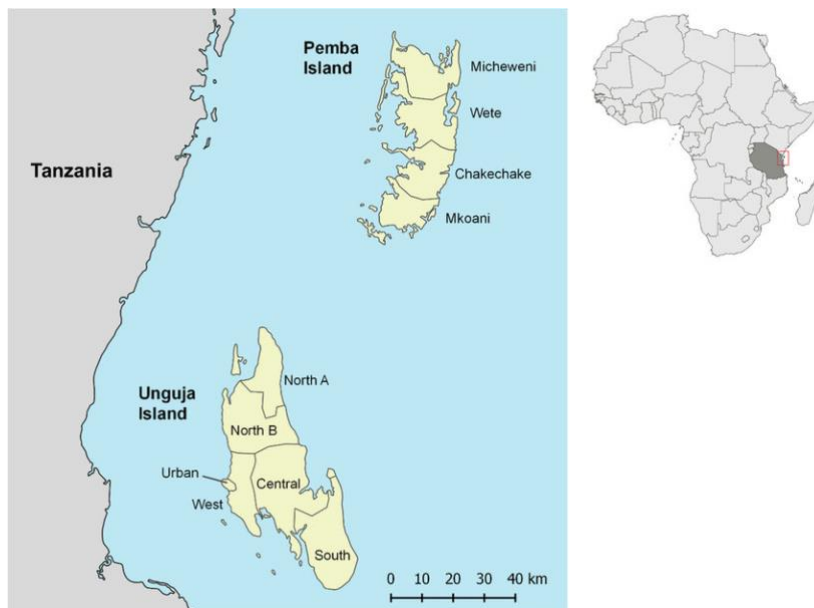 Pemba
Island
Micheweni
Wete
Chakechake
Mkoani
Tanzania
Unguja
Island
North A
North B
Urban
Central
West
South
0 10 20 30 40 km